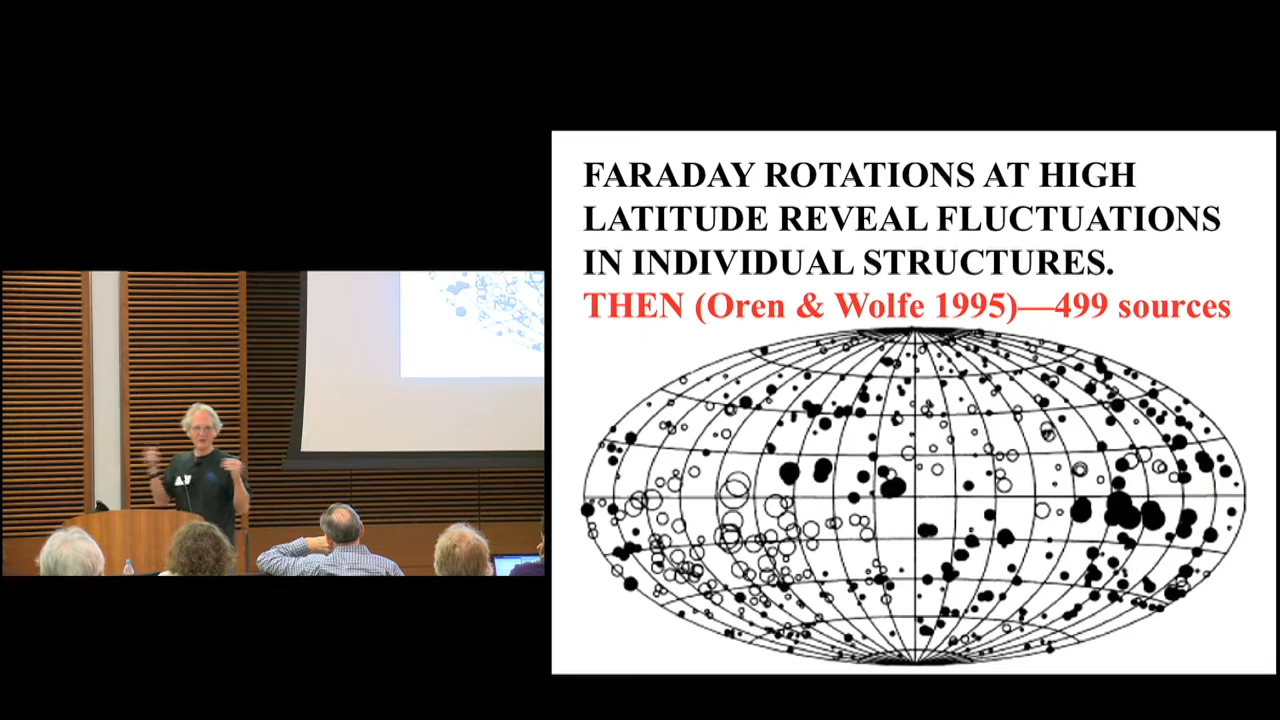 FARADAY ROTATIONS AT HIGH
LATITUDE REVEAL FLUCTUATIONS
IN INDIVIDUAL STRUCTURES.
THEN (Oren & Wolfe 1995)—499 sources